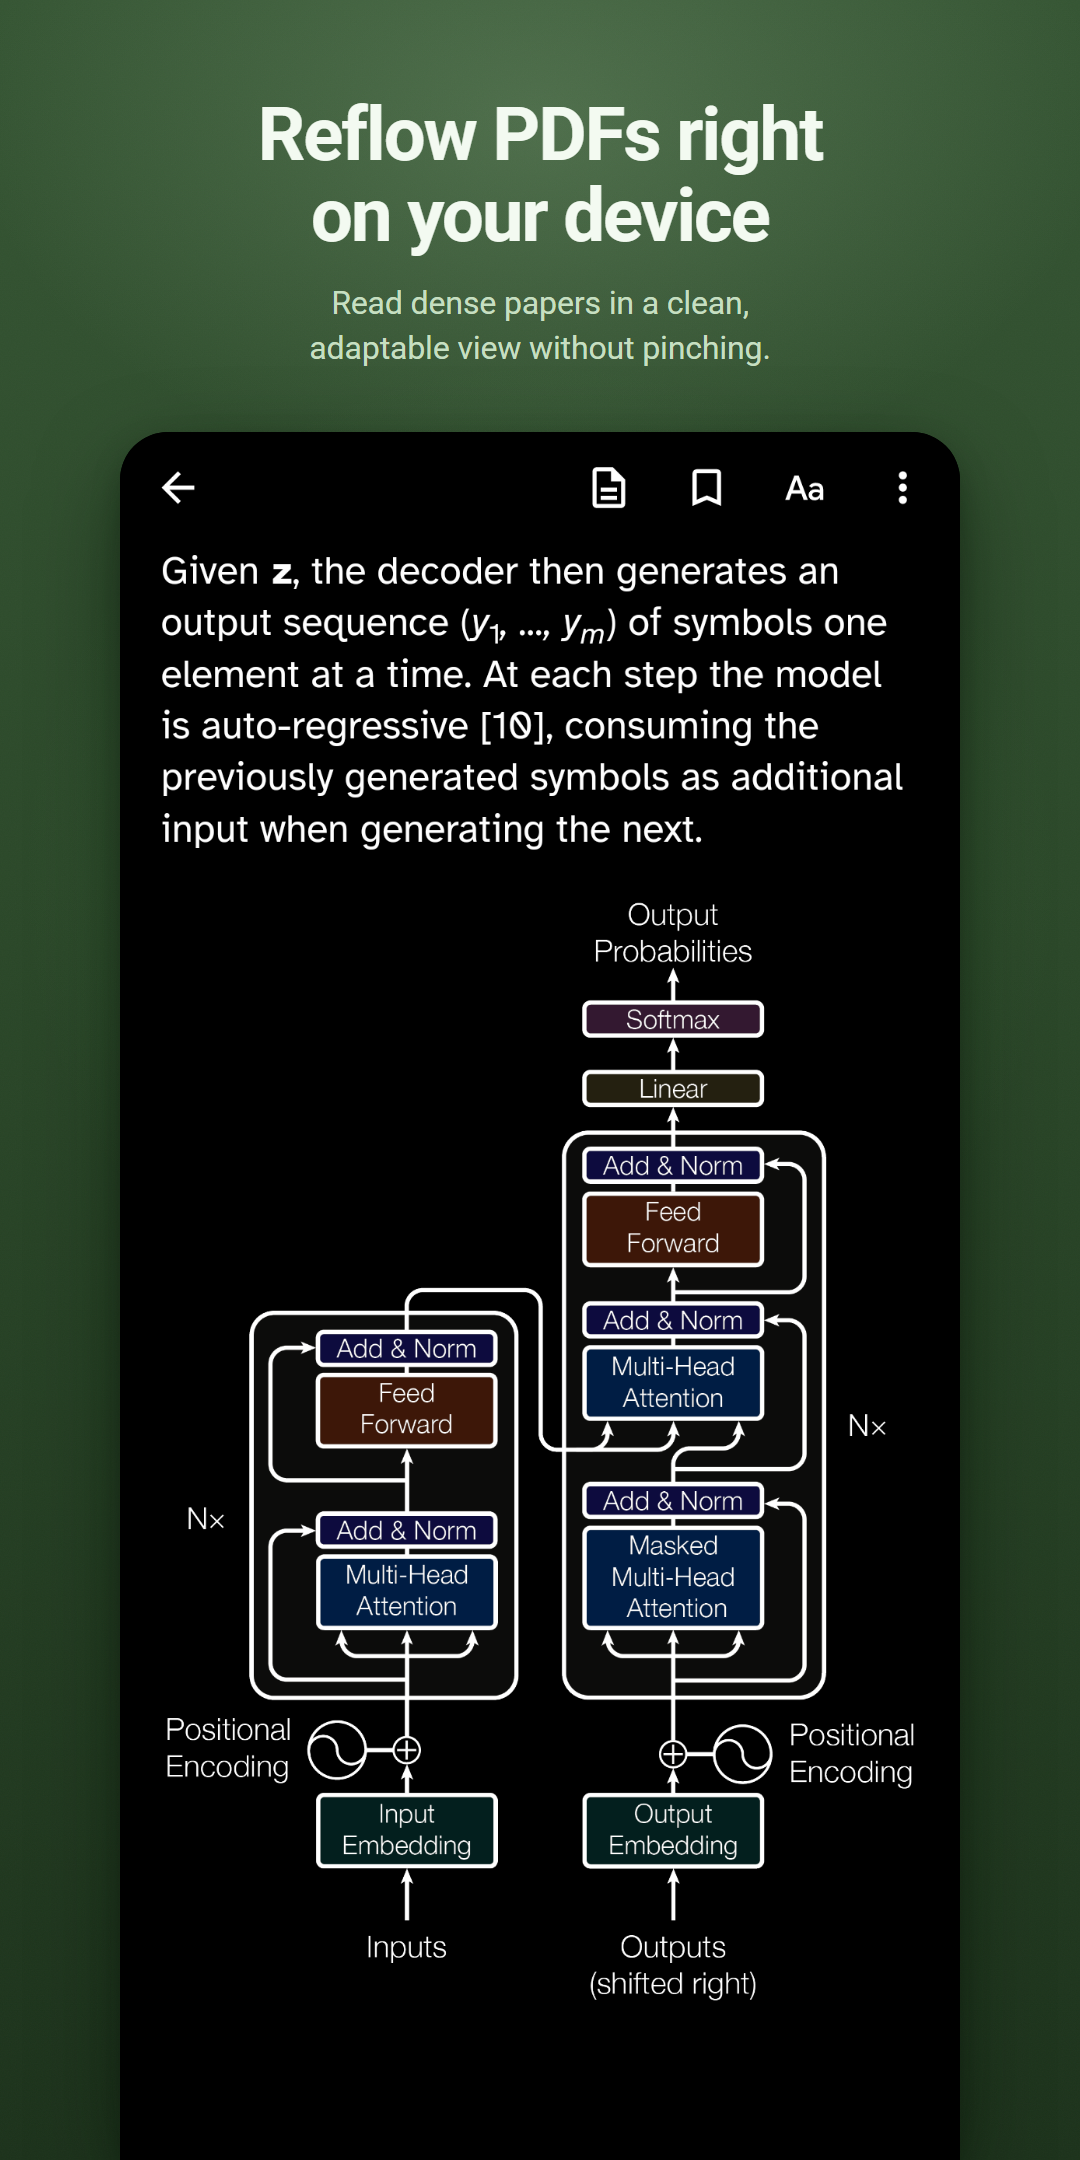 Reflow PDFs right
on your device
Read dense papers in a clean,
adaptable view without pinching.
Aa
Given z, the decoder then generates an
output sequence (y₁, ..., yₘ) of symbols one
element at a time. At each step the model
is auto-regressive [10], consuming the
previously generated symbols as additional
input when generating the next.
Output
Probabilities
Softmax
Linear
Add & Norm
Feed
Forward
Add & Norm
Multi-Head
Attention
Nx
Add & Norm
Masked
Multi-Head
Attention
Add & Norm
Feed
Forward
Nx
Add & Norm
Multi-Head
Attention
Positional
Encoding
Positional
Encoding
Input
Embedding
Output
Embedding
Inputs
Outputs
(shifted right)